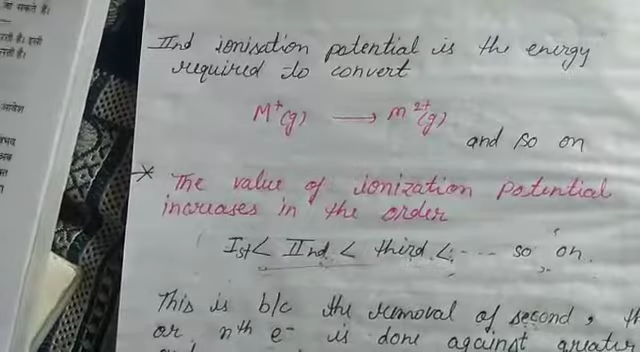 जा सकते हैं।
IInd ionisation potential is the energy
required to convert
M⁺(g) → m²⁺(g)
and so on
* The value of ionization potential
increases in the order
Ist < IInd < third < .... so on.
This is b/c the removal of second,
or nth e⁻ is done against greater